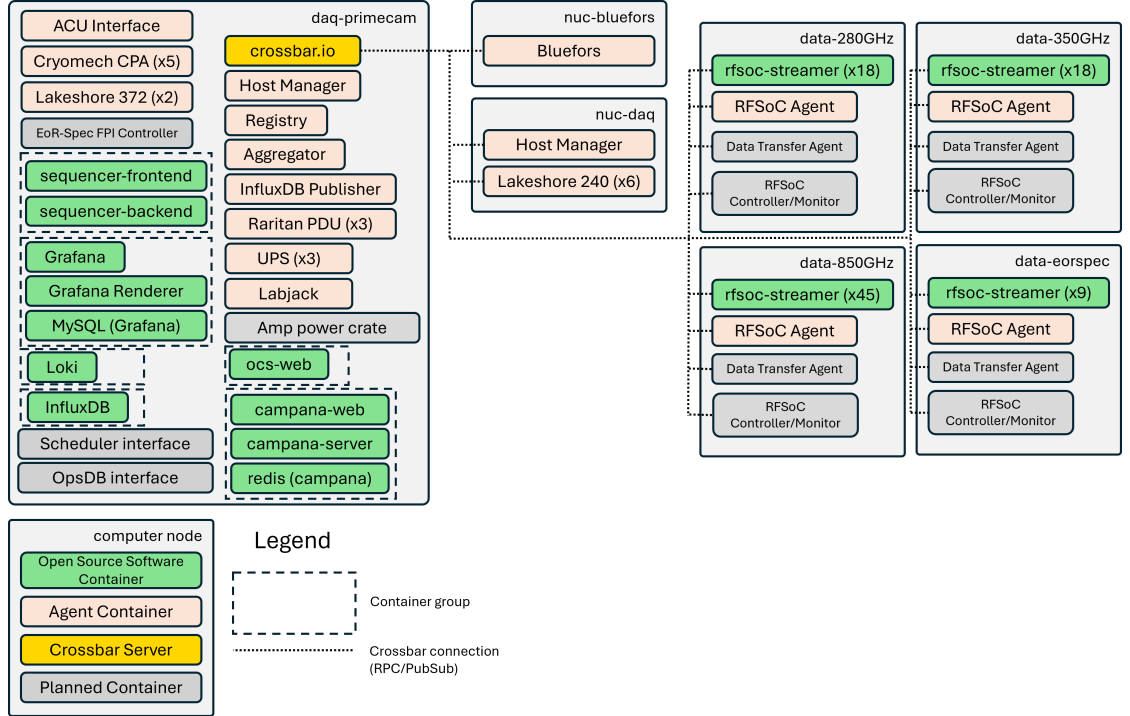 daq-primecam
ACU Interface
Cryomech CPA (x5)
Lakeshore 372 (x2)
EoR-Spec FPI Controller
sequencer-frontend
sequencer-backend
Grafana
Grafana Renderer
MySQL (Grafana)
Loki
InfluxDB
Scheduler interface
OpsDB interface
crossbar.io
Host Manager
Registry
Aggregator
InfluxDB Publisher
Raritan PDU (x3)
UPS (x3)
Labjack
Amp power crate
ocs-web
campana-web
campana-server
redis (campana)
nuc-bluefors
Bluefors
nuc-daq
Host Manager
Lakeshore 240 (x6)
data-280GHz
rfsoc-streamer (x18)
RFSoC Agent
Data Transfer Agent
RFSoC
Controller/Monitor
data-350GHz
rfsoc-streamer (x18)
RFSoC Agent
Data Transfer Agent
RFSoC
Controller/Monitor
data-850GHz
rfsoc-streamer (x45)
RFSoC Agent
Data Transfer Agent
RFSoC
Controller/Monitor
data-eorspec
rfsoc-streamer (x9)
RFSoC Agent
Data Transfer Agent
RFSoC
Controller/Monitor
computer node
Open Source Software
Container
Agent Container
Crossbar Server
Planned Container
Legend
Container group
Crossbar connection
(RPC/PubSub)